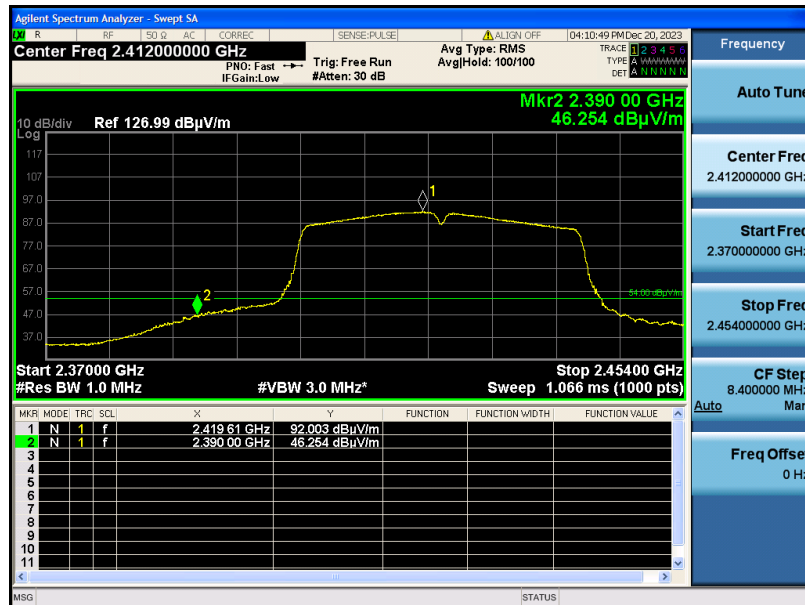 Agilent Spectrum Analyzer - Swept SA
LXI R RF 50 Ω AC CORREC SENSE:PULSE ALIGN OFF 04:10:49 PM Dec 20, 2023
Center Freq 2.412000000 GHz
PNO: Fast
IFGain:Low
Trig: Free Run
#Atten: 30 dB
Avg Type: RMS
Avg|Hold: 100/100
TRACE 1 2 3 4 5 6
TYPE A WWWWW
DET A N N N N N
Mkr2 2.390 00 GHz
46.254 dBµV/m
10 dB/div Ref 126.99 dBµV/m
Log
117
107
97.0
87.0
77.0
67.0
57.0
47.0
37.0
1
2
54.00 dBµV/m
Start 2.37000 GHz Stop 2.45400 GHz
#Res BW 1.0 MHz #VBW 3.0 MHz* Sweep 1.066 ms (1000 pts)
MKR MODE TRC SCL X Y FUNCTION FUNCTION WIDTH FUNCTION VALUE
1 N 1 f 2.419 61 GHz 92.003 dBµV/m
2 N 1 f 2.390 00 GHz 46.254 dBµV/m
3
4
5
6
7
8
9
10
11
MSG STATUS
Frequency
Auto Tune
Center Freq
2.412000000 GHz
Start Freq
2.370000000 GHz
Stop Freq
2.454000000 GHz
CF Step
8.400000 MHz
Auto Man
Freq Offset
0 Hz